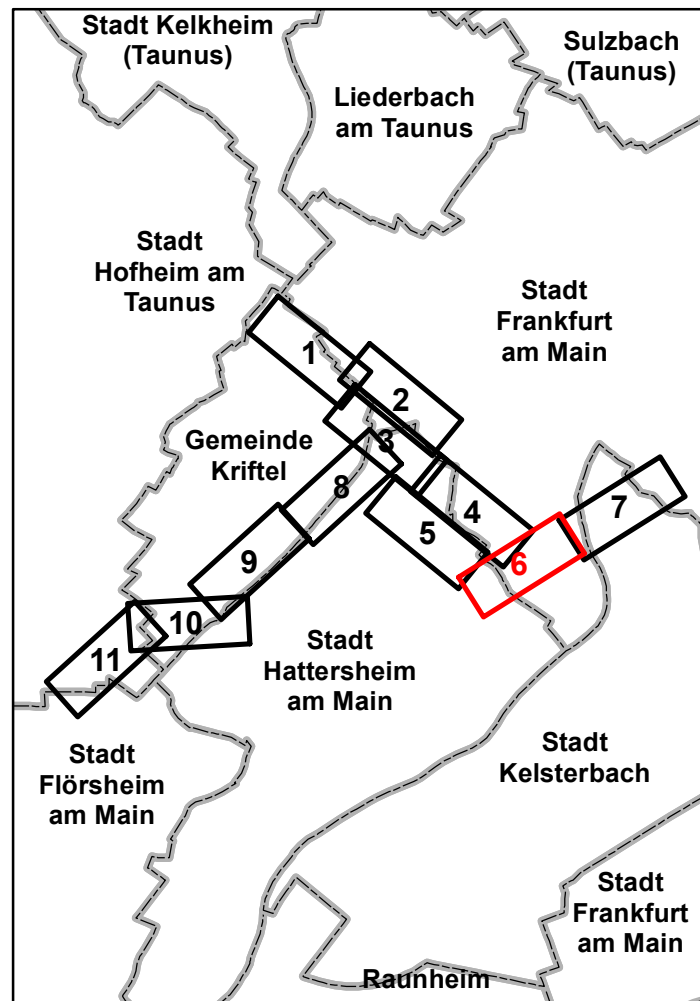 Stadt Kelkheim
(Taunus)
Sulzbach
(Taunus)
Liederbach
am Taunus
Stadt
Hofheim am
Taunus
Stadt
Frankfurt
am Main
1
2
3
Gemeinde
Kriftel
8
4
7
5
6
9
10
11
Stadt
Hattersheim
am Main
Stadt
Flörsheim
am Main
Stadt
Kelsterbach
Stadt
Frankfurt
am Main
Raunheim